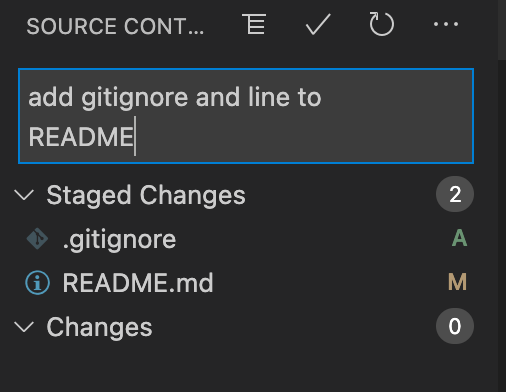 SOURCE CONT...
add gitignore and line to
README
Staged Changes 2
.gitignore A
README.md M
Changes 0